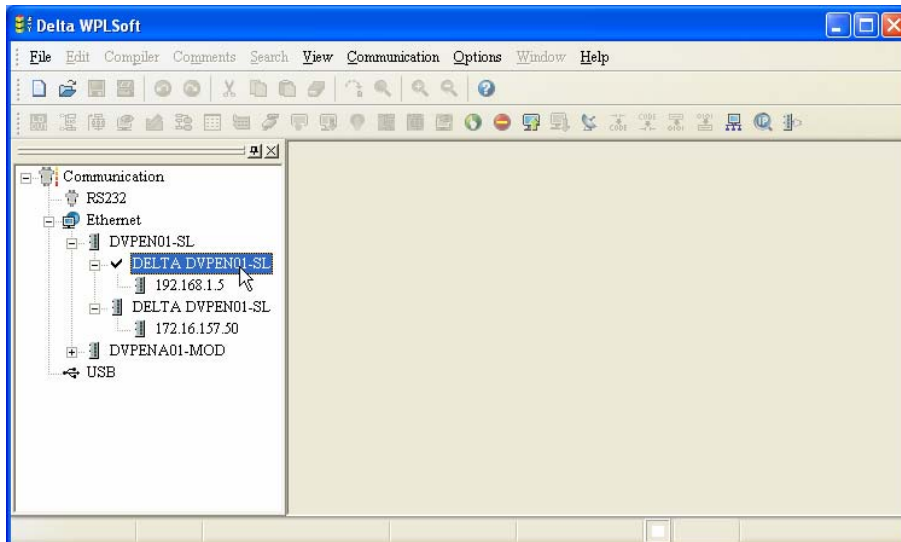 Delta WPLSoft
File Edit Compiler Comments Search View Communication Options Window Help
Communication
RS232
Ethernet
DVPEN01-SL
DELTA DVPEN01-SL
192.168.1.5
DELTA DVPEN01-SL
172.16.157.50
DVPENA01-MOD
USB